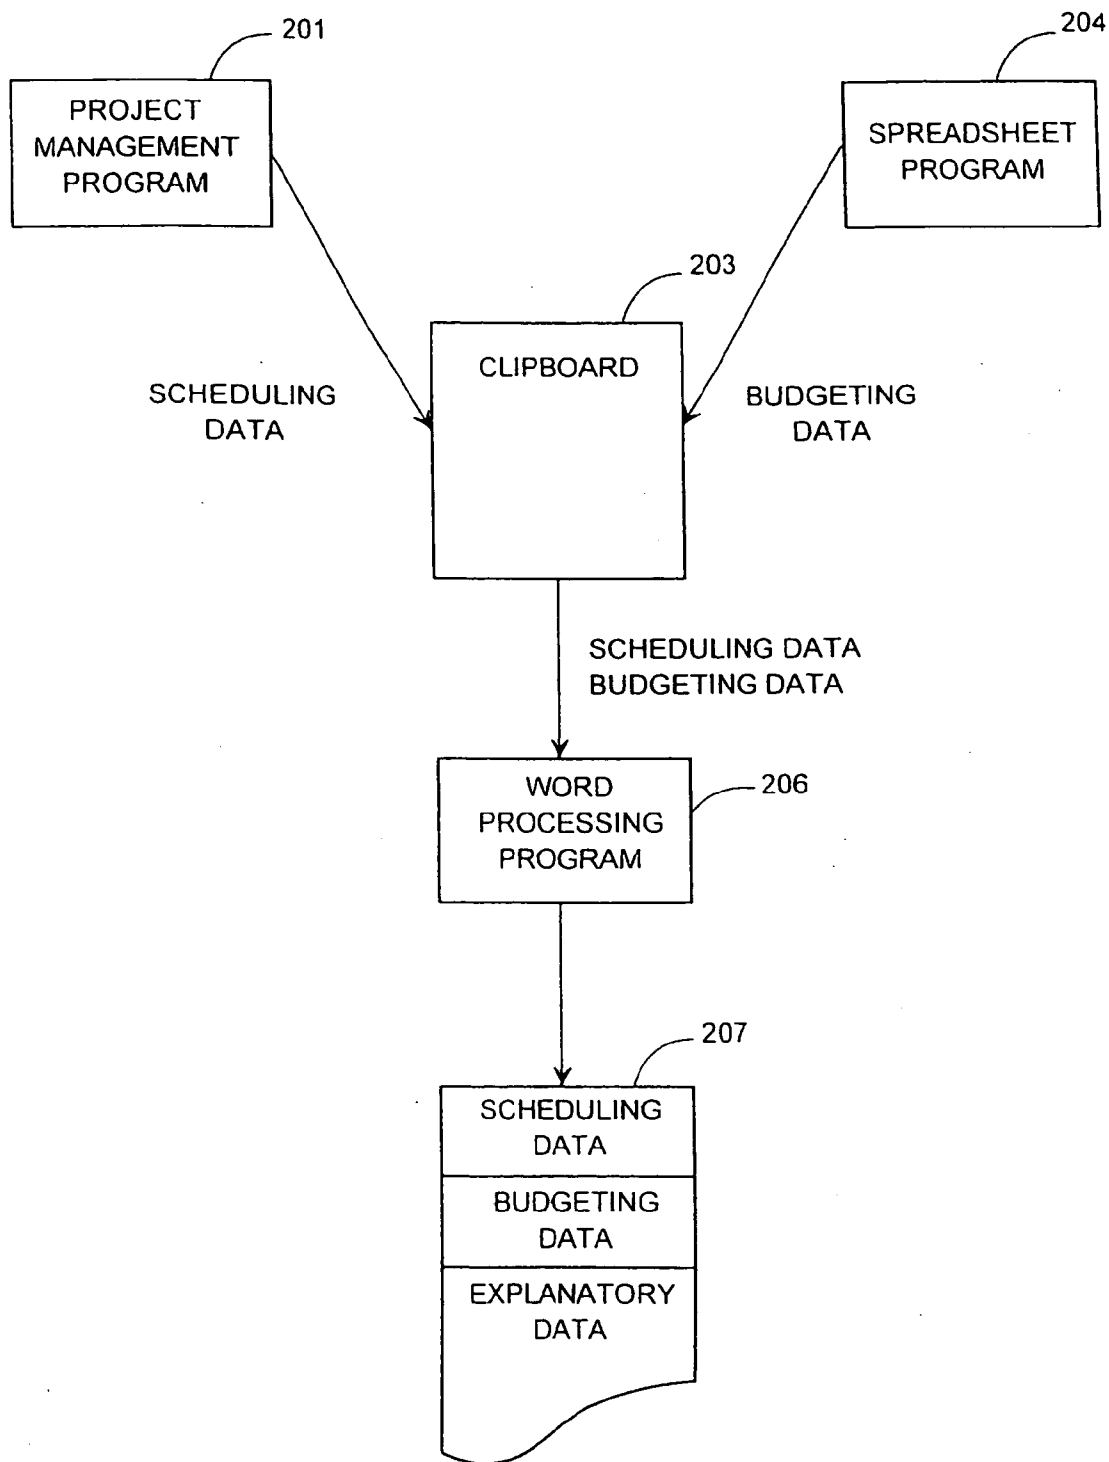 201
204
PROJECT
MANAGEMENT
PROGRAM
SPREADSHEET
PROGRAM
203
CLIPBOARD
SCHEDULING
DATA
BUDGETING
DATA
SCHEDULING DATA
BUDGETING DATA
WORD
PROCESSING
PROGRAM
206
207
SCHEDULING
DATA
BUDGETING
DATA
EXPLANATORY
DATA